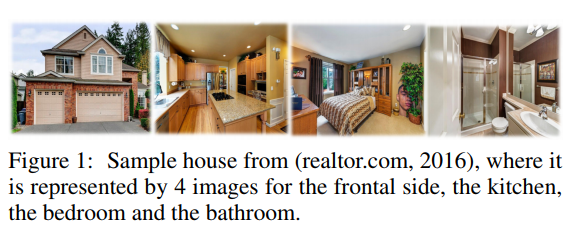 Figure 1: Sample house from (realtor.com, 2016), where it
is represented by 4 images for the frontal side, the kitchen,
the bedroom and the bathroom.